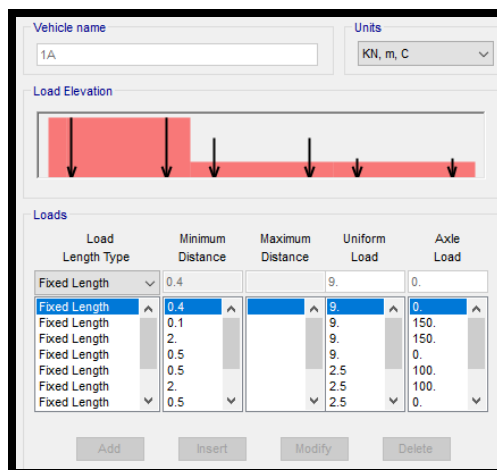 Vehicle name
Units
1A
KN, m, C
Load Elevation
Loads
Load Length Type Minimum Distance Maximum Distance Uniform Load Axle Load
Fixed Length 0.4 9. 0.
Fixed Length 0.4 9. 0.
Fixed Length 0.1 9. 150.
Fixed Length 2. 9. 150.
Fixed Length 0.5 9. 0.
Fixed Length 0.5 2.5 100.
Fixed Length 2. 2.5 100.
Fixed Length 0.5 2.5 0.
Add Insert Modify Delete